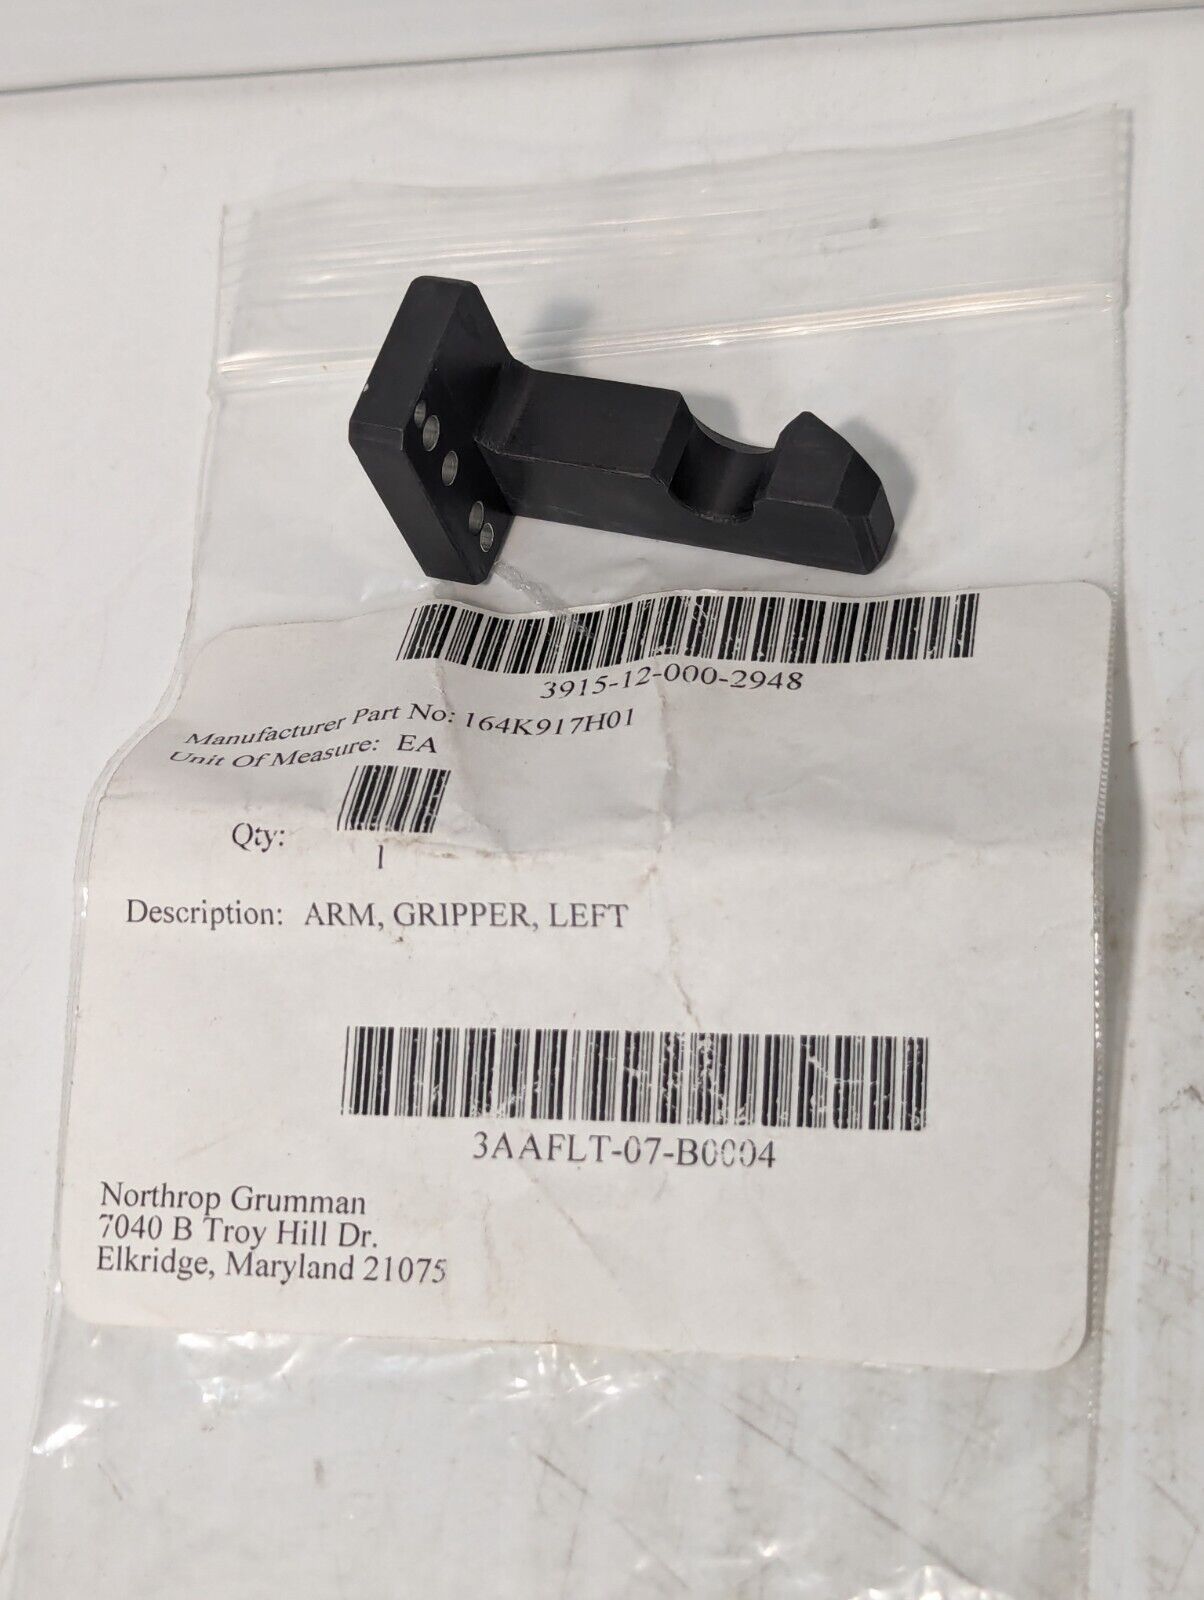 3915-12-000-2948
Manufacturer Part No: 164K917H01
Unit Of Measure: EA
Qty:
1
Description: ARM, GRIPPER, LEFT
3AAFLT-07-B0004
Northrop Grumman
7040 B Troy Hill Dr.
Elkridge, Maryland 21075